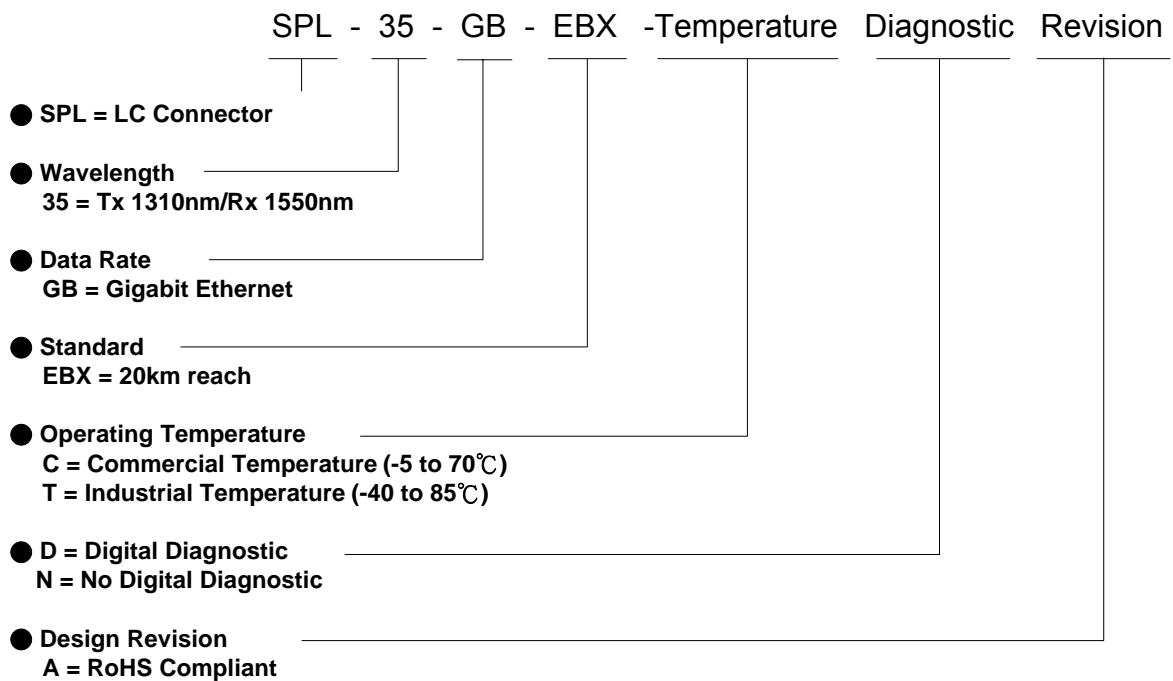 SPL - 35 - GB - EBX -Temperature Diagnostic Revision
● SPL = LC Connector
● Wavelength
35 = Tx 1310nm/Rx 1550nm
● Data Rate
GB = Gigabit Ethernet
● Standard
EBX = 20km reach
● Operating Temperature
C = Commercial Temperature (-5 to 70℃)
T = Industrial Temperature (-40 to 85℃)
● D = Digital Diagnostic
N = No Digital Diagnostic
● Design Revision
A = RoHS Compliant